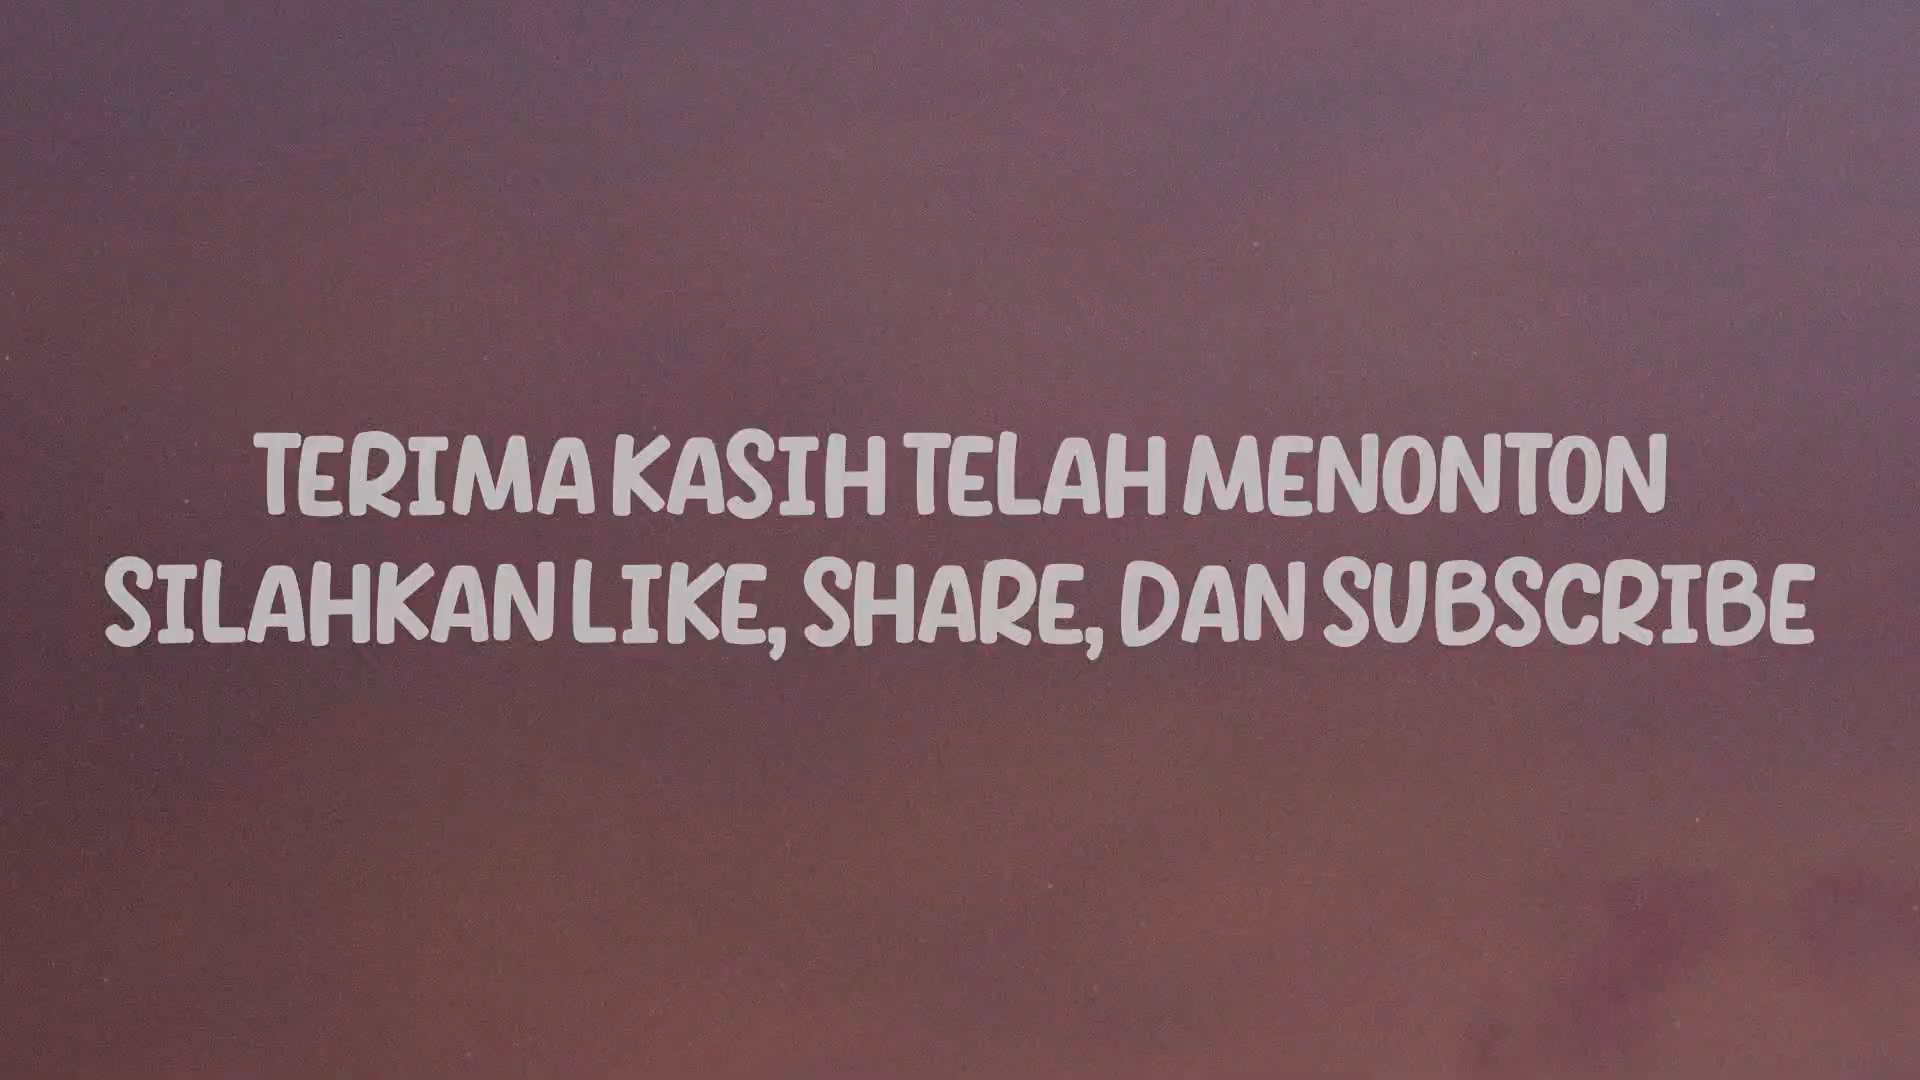 TERIMA KASIH TELAH MENONTON
SILAHKAN LIKE, SHARE, DAN SUBSCRIBE